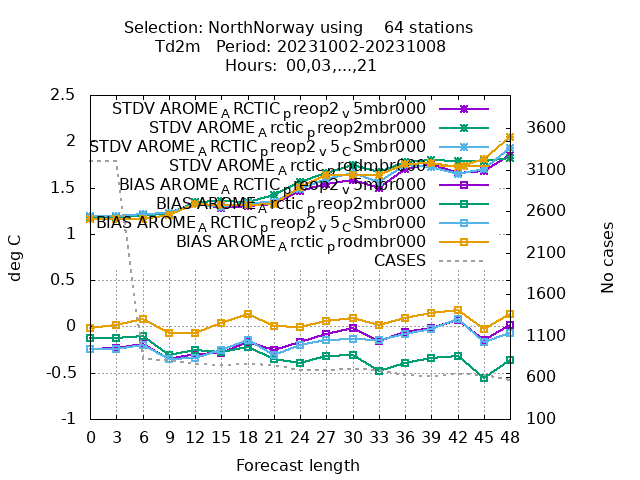 Selection: NorthNorway using 64 stations
Td2m Period: 20231002-20231008
Hours: 00,03,...,21
2.5
2
1.5
1
0.5
0
-0.5
-1
deg C
STDV AROME_ARCTIC_preop2_v5mbr000
STDV AROME_Arctic_preop2mbr000
STDV AROME_ARCTIC_preop2_v5_CSmbr000
STDV AROME_Arctic_prodmbr000
BIAS AROME_ARCTIC_preop2_v5mbr000
BIAS AROME_Arctic_preop2mbr000
BIAS AROME_ARCTIC_preop2_v5_CSmbr000
BIAS AROME_Arctic_prodmbr000
CASES
3600
3100
2600
2100
1600
1100
600
100
No cases
0 3 6 9 12 15 18 21 24 27 30 33 36 39 42 45 48
Forecast length